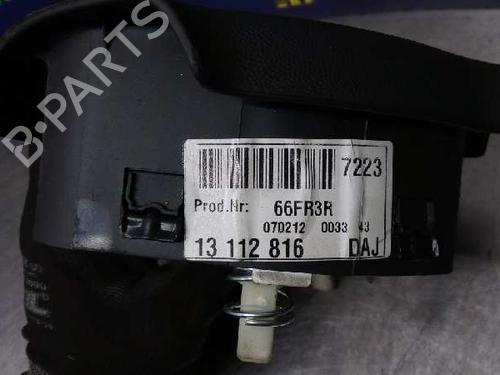 B-PARTS
7223
Prod.Nr: 66FR3R
070212 0033 43
13 112 816 DAJ